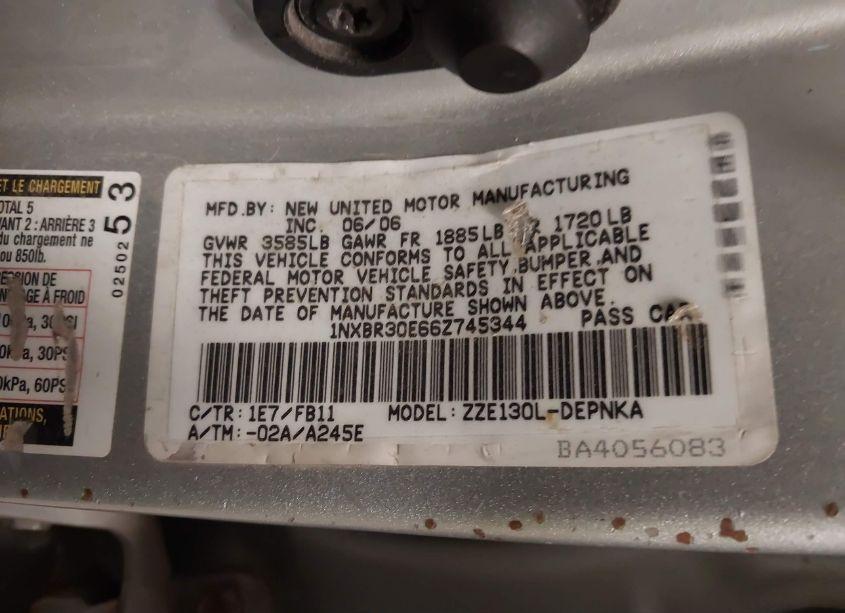 ET LE CHARGEMENT
OTAL 5
VANT 2 : ARRIÈRE 3
du chargement ne
ou 850lb.
DE
À FROID
30PSI
kPa, 60PSI
ATIONS,
02502
53
MFD.BY: NEW UNITED MOTOR MANUFACTURING
INC. 06/06
GVWR 3585LB GAWR FR 1885LB 1720LB
THIS VEHICLE CONFORMS TO ALL APPLICABLE
FEDERAL MOTOR VEHICLE SAFETY,BUMPER,AND
THEFT PREVENTION STANDARDS IN EFFECT ON
THE DATE OF MANUFACTURE SHOWN ABOVE.
1NXBR30E66Z745344 PASS CAR
C/TR: 1E7/FB11 MODEL: ZZE130L-DEPNKA
A/TM: -02A/A245E
BA4056083